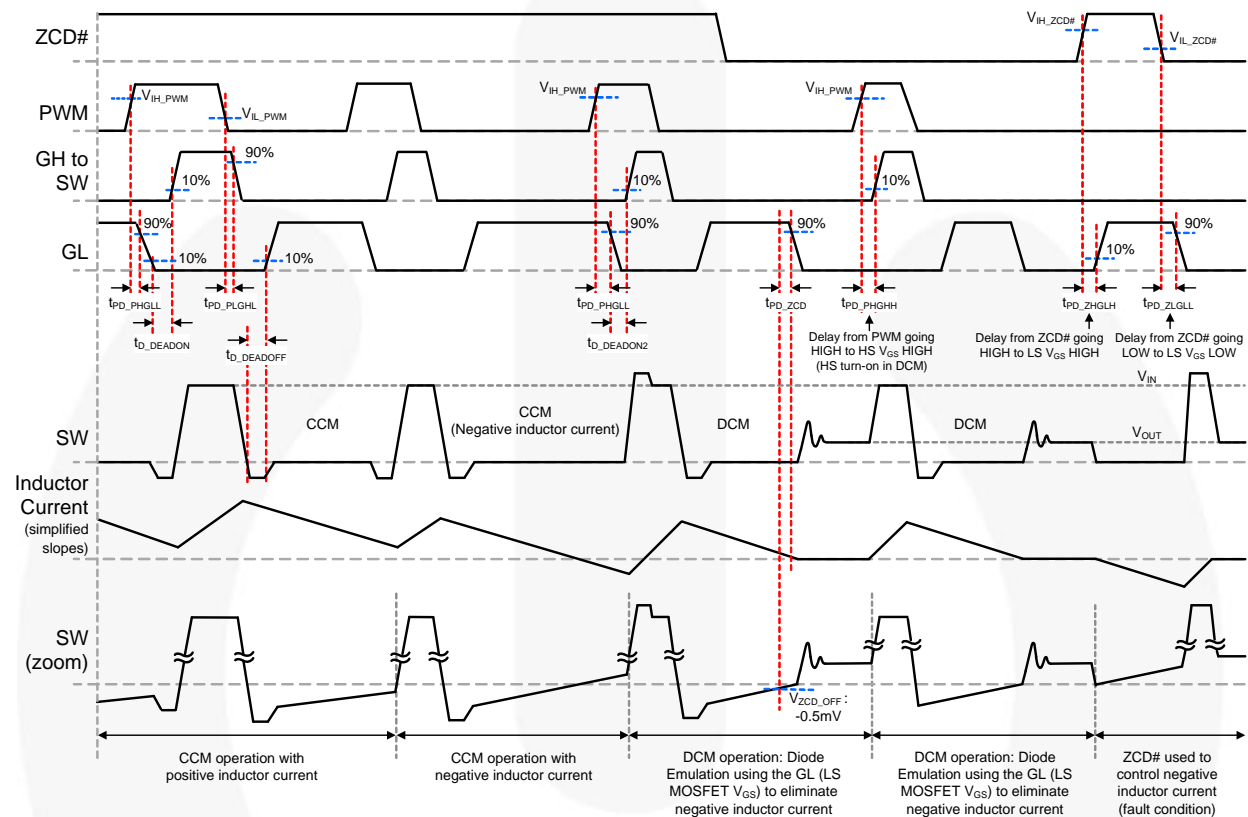 ZCD#
V_IH_ZCD#
V_IL_ZCD#
PWM
V_IH_PWM
V_IL_PWM
V_IH_PWM
V_IH_PWM
GH to
SW
90%
10%
10%
10%
GL
90%
10%
10%
90%
90%
10%
90%
t_PD_PHGLL
t_PD_PLGHL
t_PD_PHGLL
t_PD_ZCD
t_PD_PHGHH
t_PD_ZHGLH
t_PD_ZLGLL
t_D_DEADON
t_D_DEADOFF
t_D_DEADON2
Delay from PWM going
HIGH to HS V_GS HIGH
(HS turn-on in DCM)
Delay from ZCD# going
HIGH to LS V_GS HIGH
Delay from ZCD# going
LOW to LS V_GS LOW
V_IN
SW
CCM
CCM
(Negative inductor current)
DCM
DCM
V_OUT
Inductor
Current
(simplified
slopes)
SW
(zoom)
V_ZCD_OFF :
-0.5mV
CCM operation with
positive inductor current
CCM operation with
negative inductor current
DCM operation: Diode
Emulation using the GL (LS
MOSFET V_GS) to eliminate
negative inductor current
DCM operation: Diode
Emulation using the GL (LS
MOSFET V_GS) to eliminate
negative inductor current
ZCD# used to
control negative
inductor current
(fault condition)